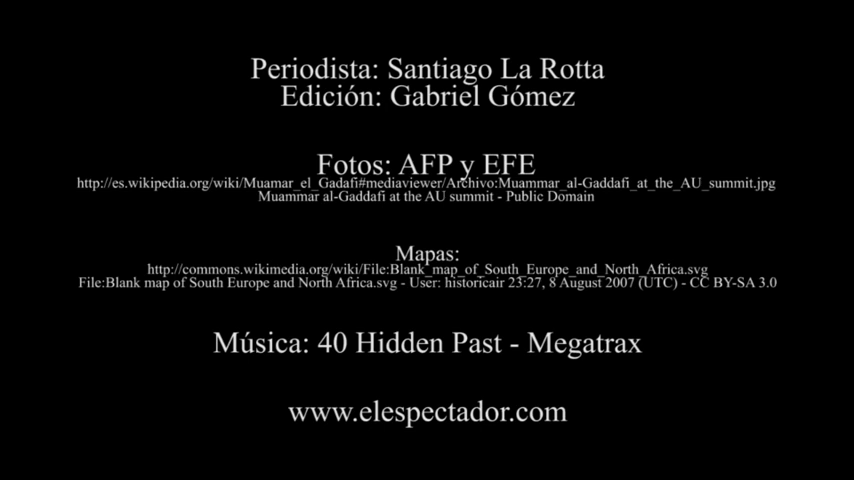 Periodista: Santiago La Rotta
Edición: Gabriel Gómez
Fotos: AFP y EFE
http://es.wikipedia.org/wiki/Muamar_el_Gadafi#mediaviewer/Archivo:Muammar_al-Gaddafi_at_the_AU_summit.jpg
Muammar al-Gaddafi at the AU summit - Public Domain
Mapas:
http://commons.wikimedia.org/wiki/File:Blank_map_of_South_Europe_and_North_Africa.svg
File:Blank map of South Europe and North Africa.svg - User: historicair 23:27, 8 August 2007 (UTC) - CC BY-SA 3.0
Música: 40 Hidden Past - Megatrax
www.elespectador.com